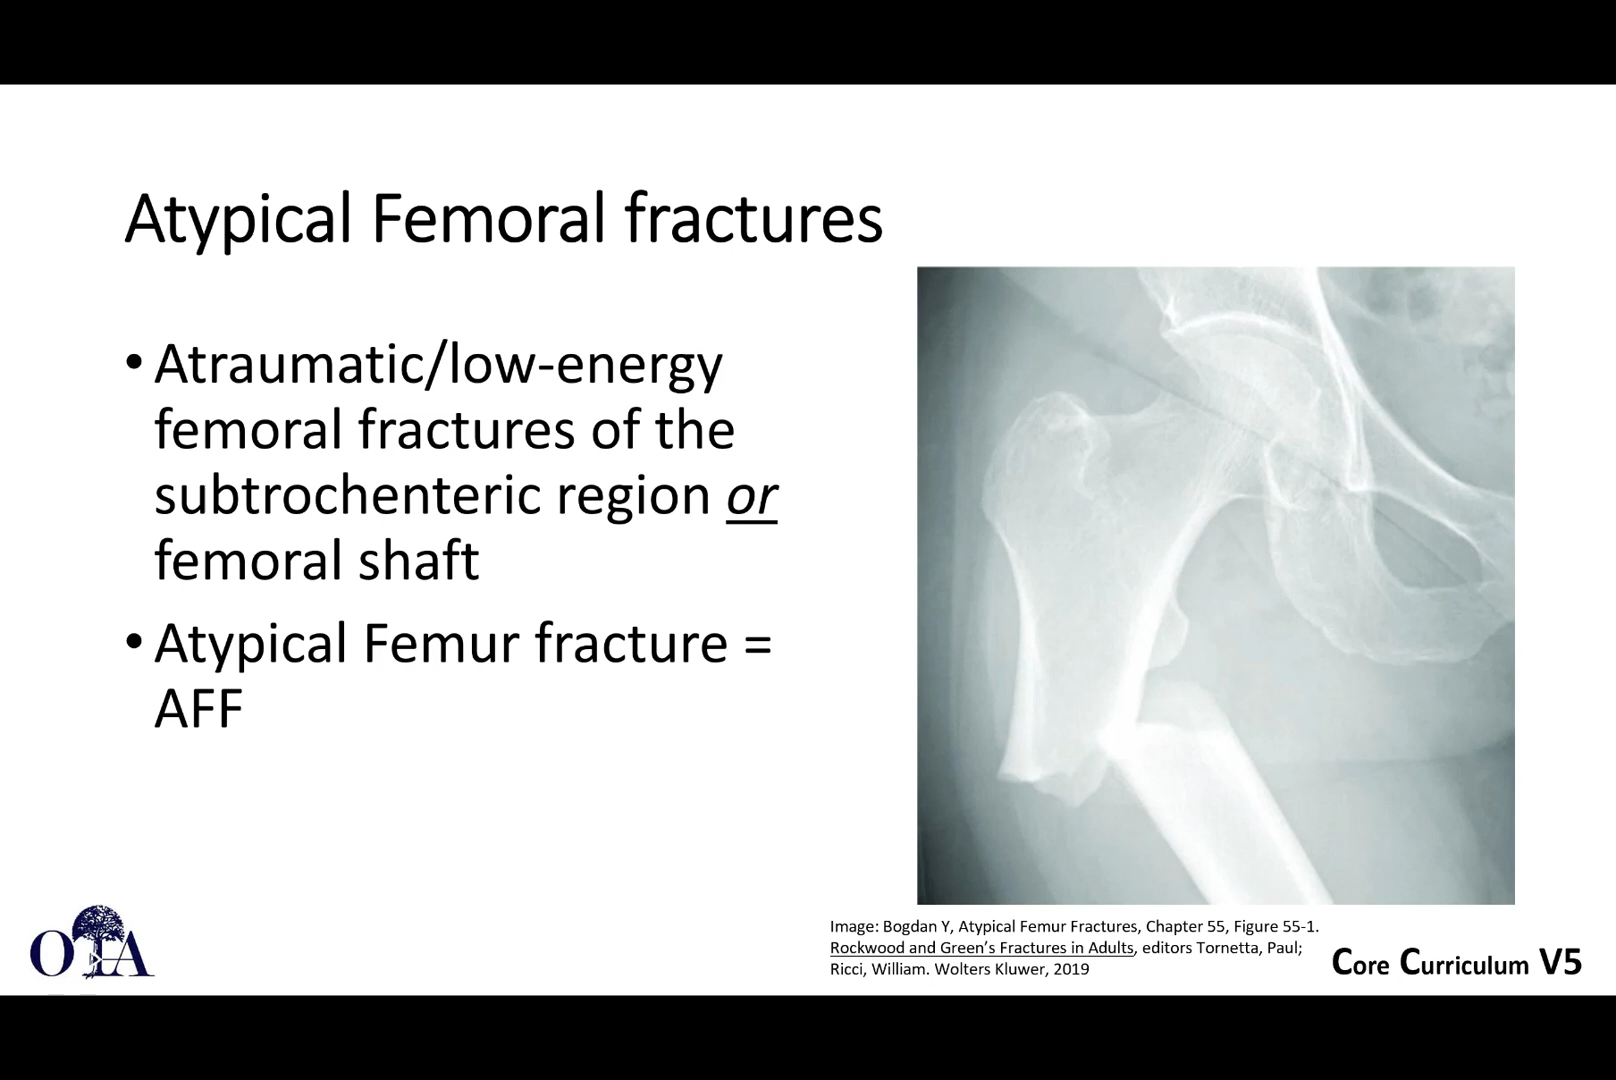 Atypical Femoral fractures
• Atraumatic/low-energy
femoral fractures of the
subtrochenteric region or
femoral shaft
• Atypical Femur fracture =
AFF
Image: Bogdan Y, Atypical Femur Fractures, Chapter 55, Figure 55-1.
Rockwood and Green's Fractures in Adults, editors Tornetta, Paul;
Ricci, William. Wolters Kluwer, 2019
OTA
Core Curriculum V5